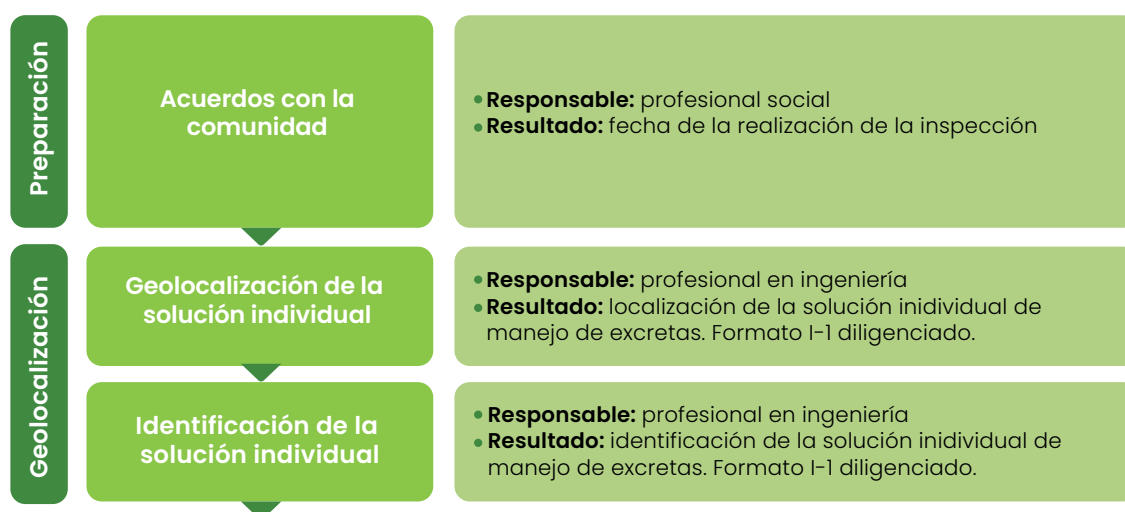 Preparación
Acuerdos con la
comunidad
• Responsable: profesional social
• Resultado: fecha de la realización de la inspección
Geolocalización
Geolocalización de la
solución individual
• Responsable: profesional en ingeniería
• Resultado: localización de la solución inidividual de
manejo de excretas. Formato I-1 diligenciado.
Identificación de la
solución individual
• Responsable: profesional en ingeniería
• Resultado: identificación de la solución inidividual de
manejo de excretas. Formato I-1 diligenciado.